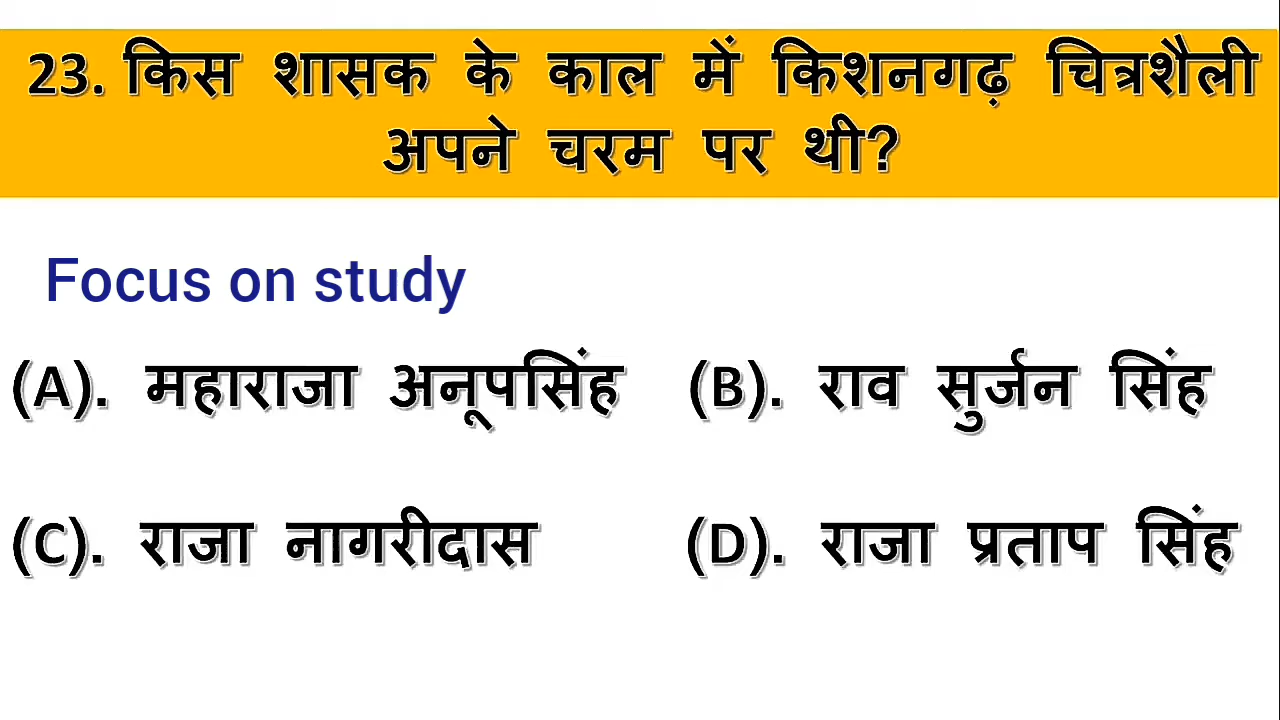 23. किस शासक के काल में किशनगढ़ चित्रशैली
अपने चरम पर थी?
Focus on study
(A). महाराजा अनूपसिंह (B). राव सुर्जन सिंह
(C). राजा नागरीदास (D). राजा प्रताप सिंह